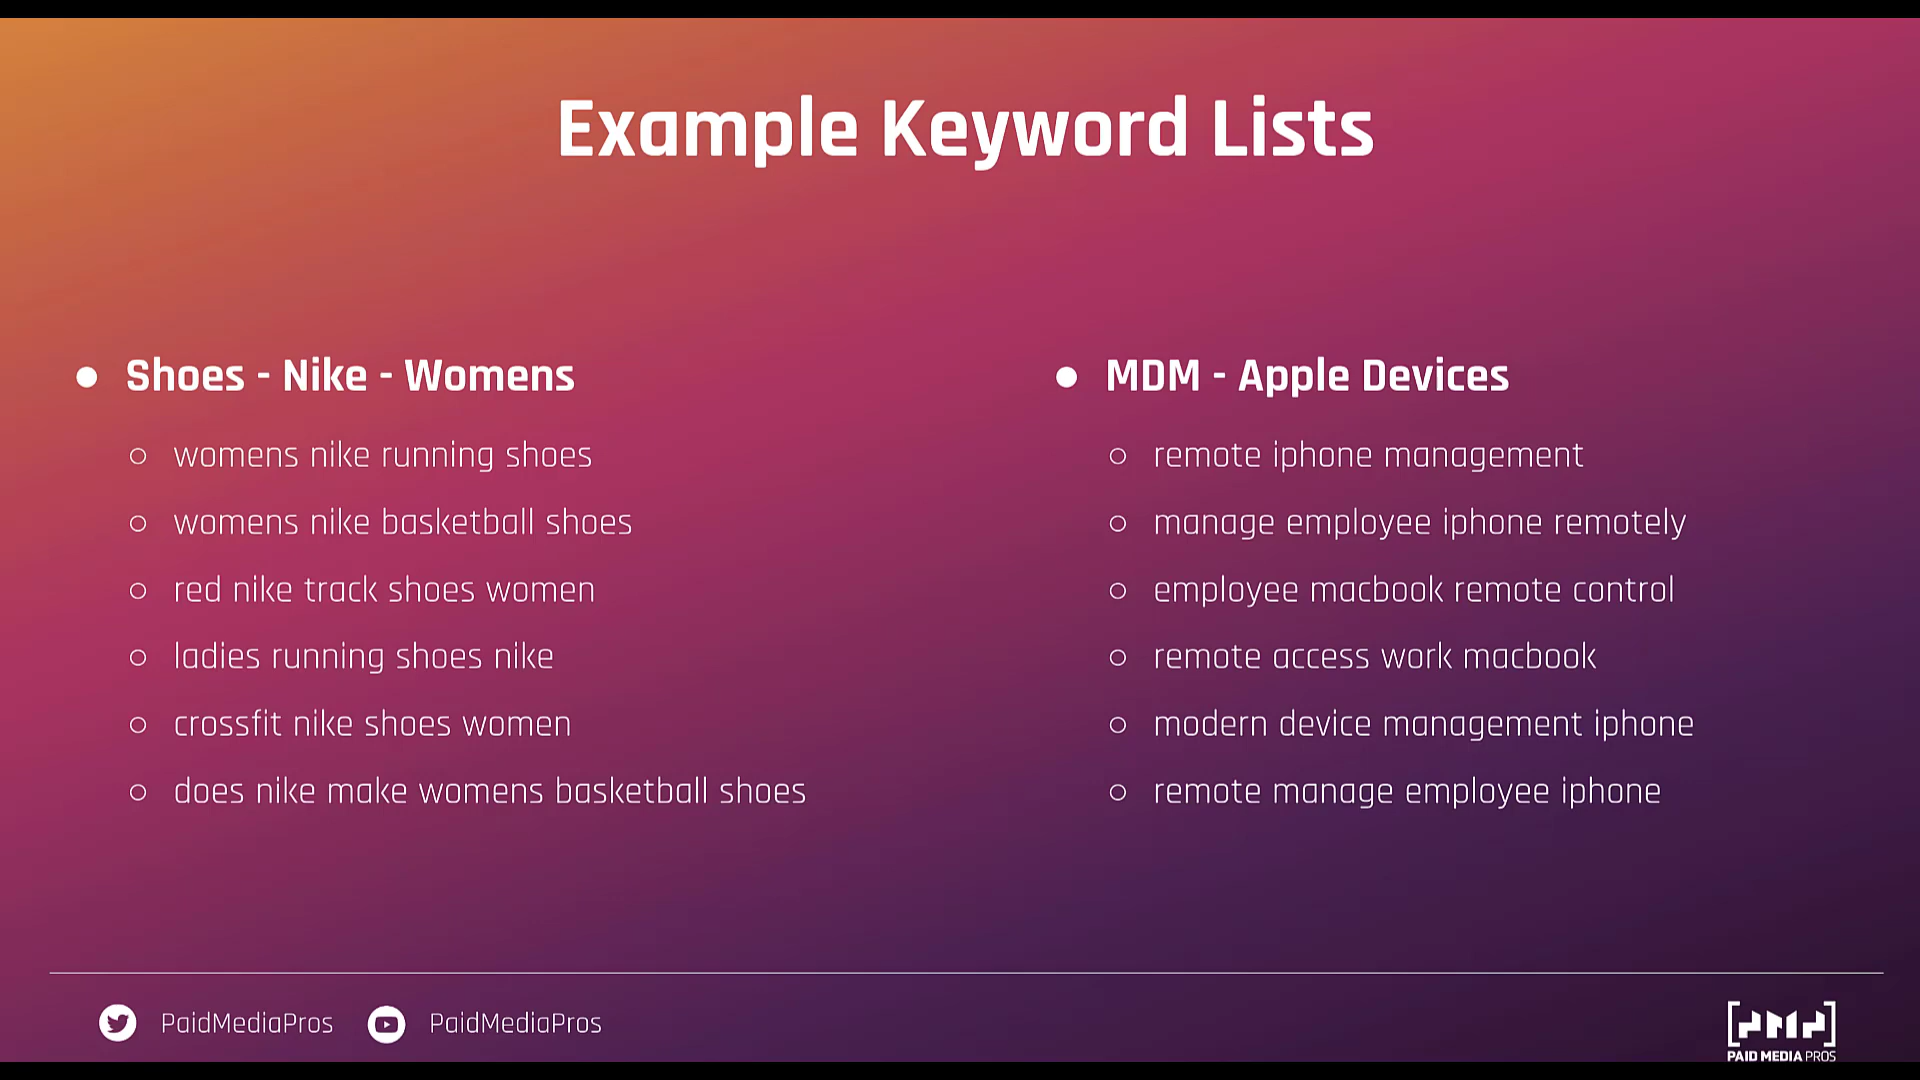 Example Keyword Lists
Shoes - Nike - Womens
womens nike running shoes
womens nike basketball shoes
red nike track shoes women
ladies running shoes nike
crossfit nike shoes women
does nike make womens basketball shoes
MDM - Apple Devices
remote iphone management
manage employee iphone remotely
employee macbook remote control
remote access work macbook
modern device management iphone
remote manage employee iphone
PaidMediaPros
PaidMediaPros
[PMP]
PAID MEDIA PROS